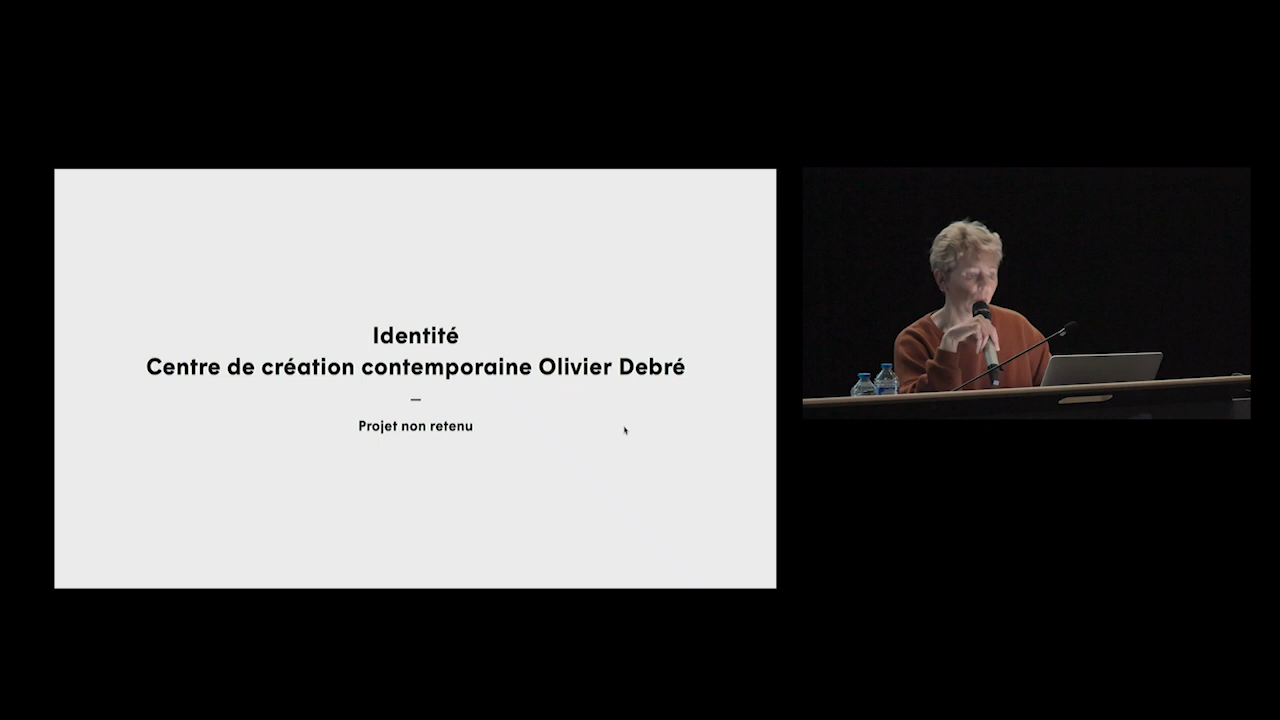 Identité
Centre de création contemporaine Olivier Debré
—
Projet non retenu